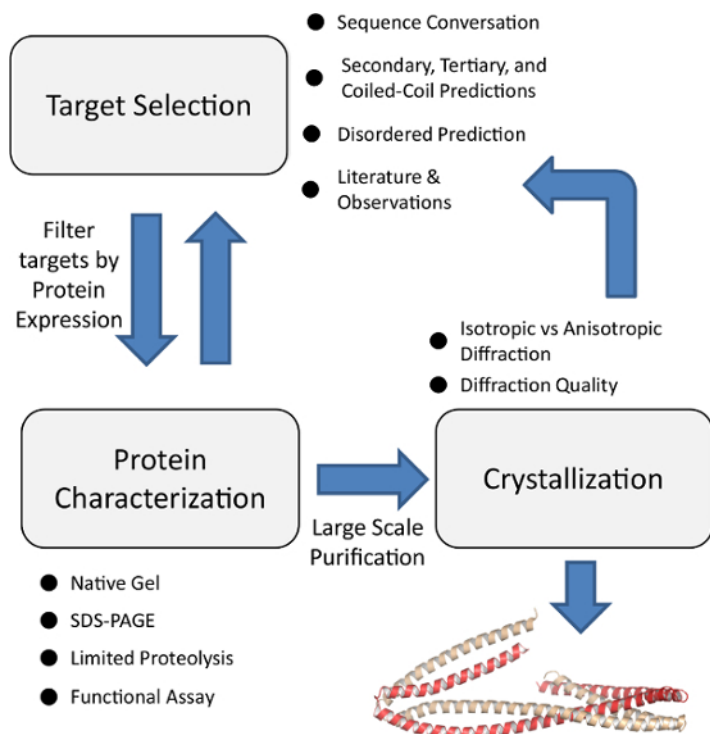 Target Selection
Sequence Conversation
Secondary, Tertiary, and
Coiled-Coil Predictions
Disordered Prediction
Literature &
Observations
Filter
targets by
Protein
Expression
Isotropic vs Anisotropic
Diffraction
Diffraction Quality
Protein
Characterization
Large Scale
Purification
Crystallization
Native Gel
SDS-PAGE
Limited Proteolysis
Functional Assay